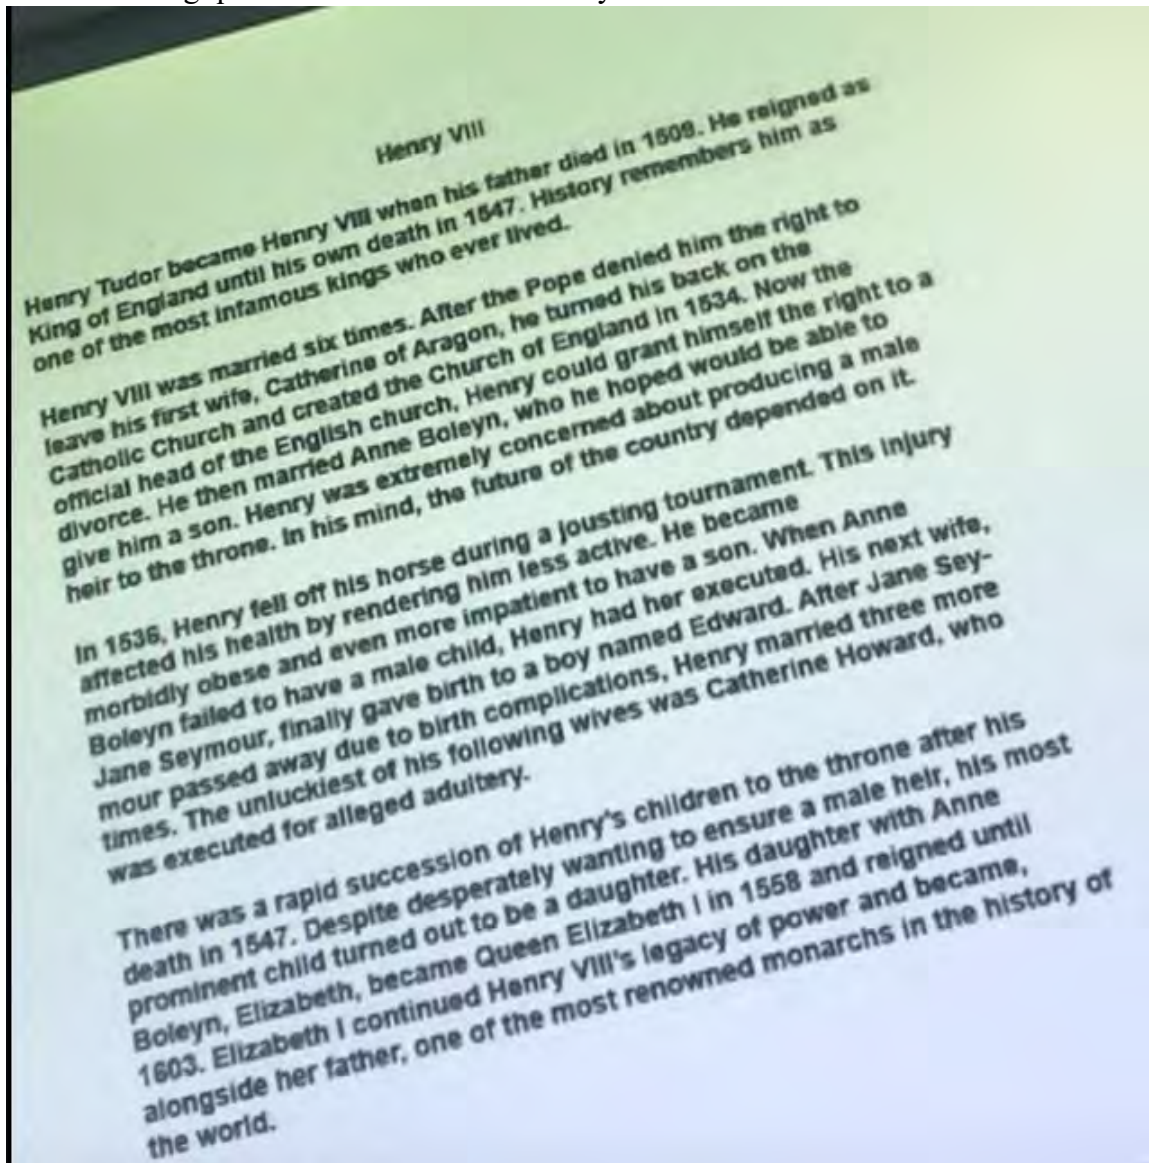 Henry VIII
Henry Tudor became Henry VIII when his father died in 1509. He reigned as
King of England until his own death in 1547. History remembers him as
one of the most infamous kings who ever lived.
Henry VIII was married six times. After the Pope denied him the right to
leave his first wife, Catherine of Aragon, he turned his back on the
Catholic Church and created the Church of England in 1534. Now the
official head of the English church, Henry could grant himself the right to a
divorce. He then married Anne Boleyn, who he hoped would be able to
give him a son. Henry was extremely concerned about producing a male
heir to the throne. In his mind, the future of the country depended on it.
In 1536, Henry fell off his horse during a jousting tournament. This injury
affected his health by rendering him less active. He became
morbidly obese and even more impatient to have a son. When Anne
Boleyn failed to have a male child, Henry had her executed. His next wife,
Jane Seymour, finally gave birth to a boy named Edward. After Jane Sey-
mour passed away due to birth complications, Henry married three more
times. The unluckiest of his following wives was Catherine Howard, who
was executed for alleged adultery.
There was a rapid succession of Henry's children to the throne after his
death in 1547. Despite desperately wanting to ensure a male heir, his most
prominent child turned out to be a daughter. His daughter with Anne
Boleyn, Elizabeth, became Queen Elizabeth I in 1558 and reigned until
1603. Elizabeth I continued Henry VIII's legacy of power and became,
alongside her father, one of the most renowned monarchs in the history of
the world.